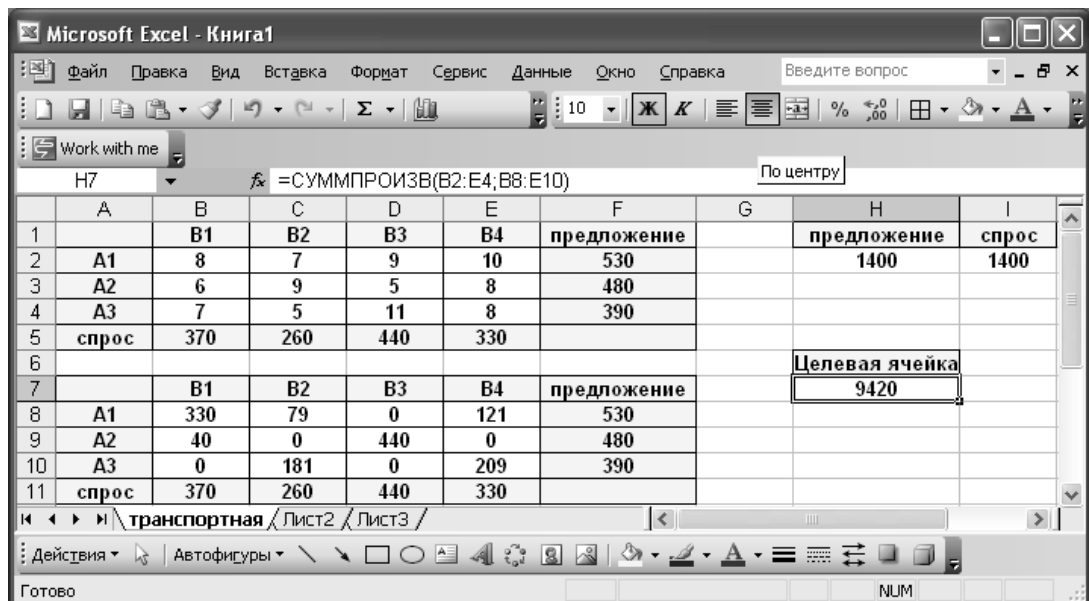 Microsoft Excel - Книга1
Файл Правка Вид Вставка Формат Сервис Данные Окно Справка Введите вопрос
Σ 10 Ж К % ,00 А
Work with me
H7 fx =СУММПРОИЗВ(B2:E4;B8:E10) По центру
A B C D E F G H I
1 B1 B2 B3 B4 предложение предложение спрос
2 A1 8 7 9 10 530 1400 1400
3 A2 6 9 5 8 480
4 A3 7 5 11 8 390
5 спрос 370 260 440 330
6 Целевая ячейка
7 B1 B2 B3 B4 предложение 9420
8 A1 330 79 0 121 530
9 A2 40 0 440 0 480
10 A3 0 181 0 209 390
11 спрос 370 260 440 330
транспортная / Лист2 / Лист3 /
Действия Автофигуры А
Готово NUM